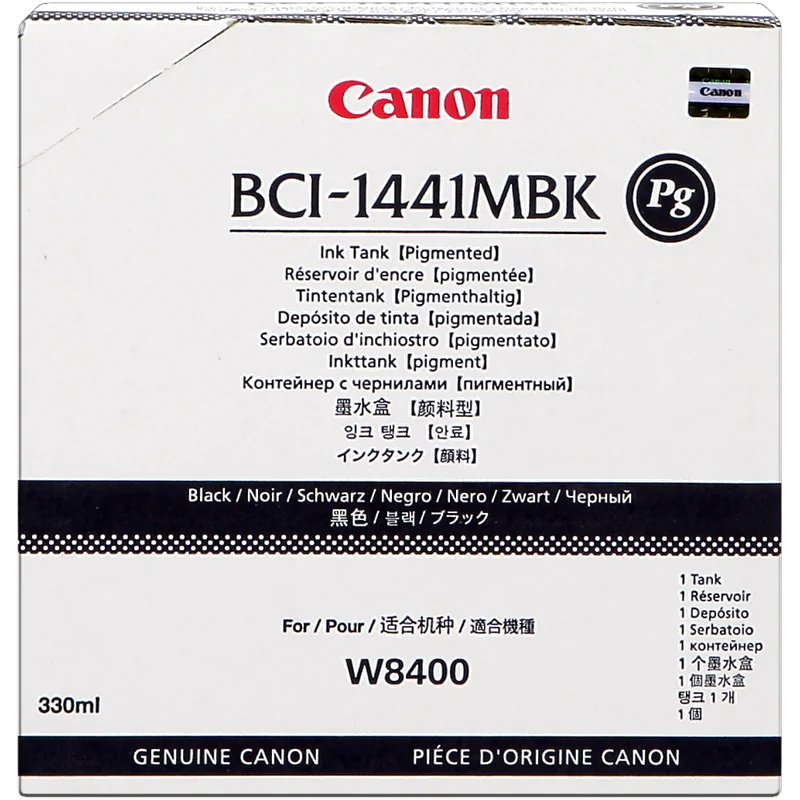 Canon
Canon
BCI-1441MBK
Pg
Ink Tank【Pigmented】
Réservoir d'encre【pigmentée】
Tintentank【Pigmenthaltig】
Depósito de tinta【pigmentada】
Serbatoio d'inchiostro【pigmentato】
Inkttank【pigment】
Контейнер с чернилами【пигментный】
墨水盒 【颜料型】
잉크 탱크 【안료】
インクタンク【顔料】
Black / Noir / Schwarz / Negro / Nero / Zwart / Черный
黑色 / 블랙 / ブラック
For / Pour / 适合机种 / 適合機種
W8400
330ml
1 Tank
1 Réservoir
1 Depósito
1 Serbatoio
1 контейнер
1 个墨水盒
1 個墨水盒
탱크 1 개
1 個
GENUINE CANON PIÉCE D'ORIGINE CANON